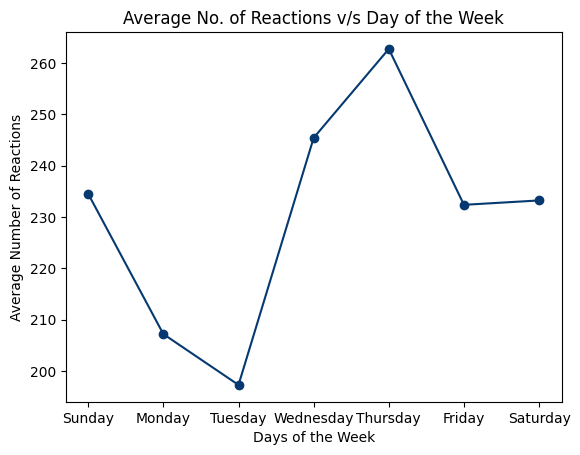 Average No. of Reactions v/s Day of the Week
Average Number of Reactions
260
250
240
230
220
210
200
Sunday Monday Tuesday Wednesday Thursday Friday Saturday
Days of the Week